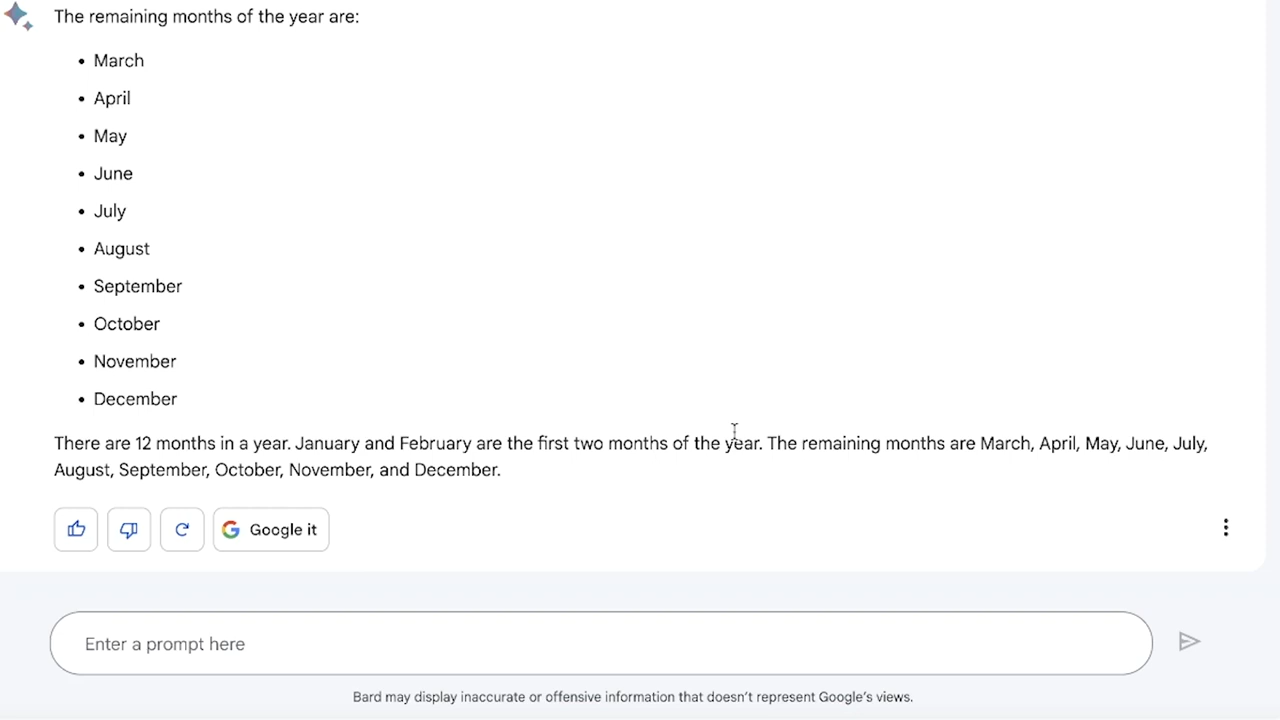 The remaining months of the year are:
• March
• April
• May
• June
• July
• August
• September
• October
• November
• December
There are 12 months in a year. January and February are the first two months of the year. The remaining months are March, April, May, June, July,
August, September, October, November, and December.
Google it
Enter a prompt here
Bard may display inaccurate or offensive information that doesn't represent Google's views.